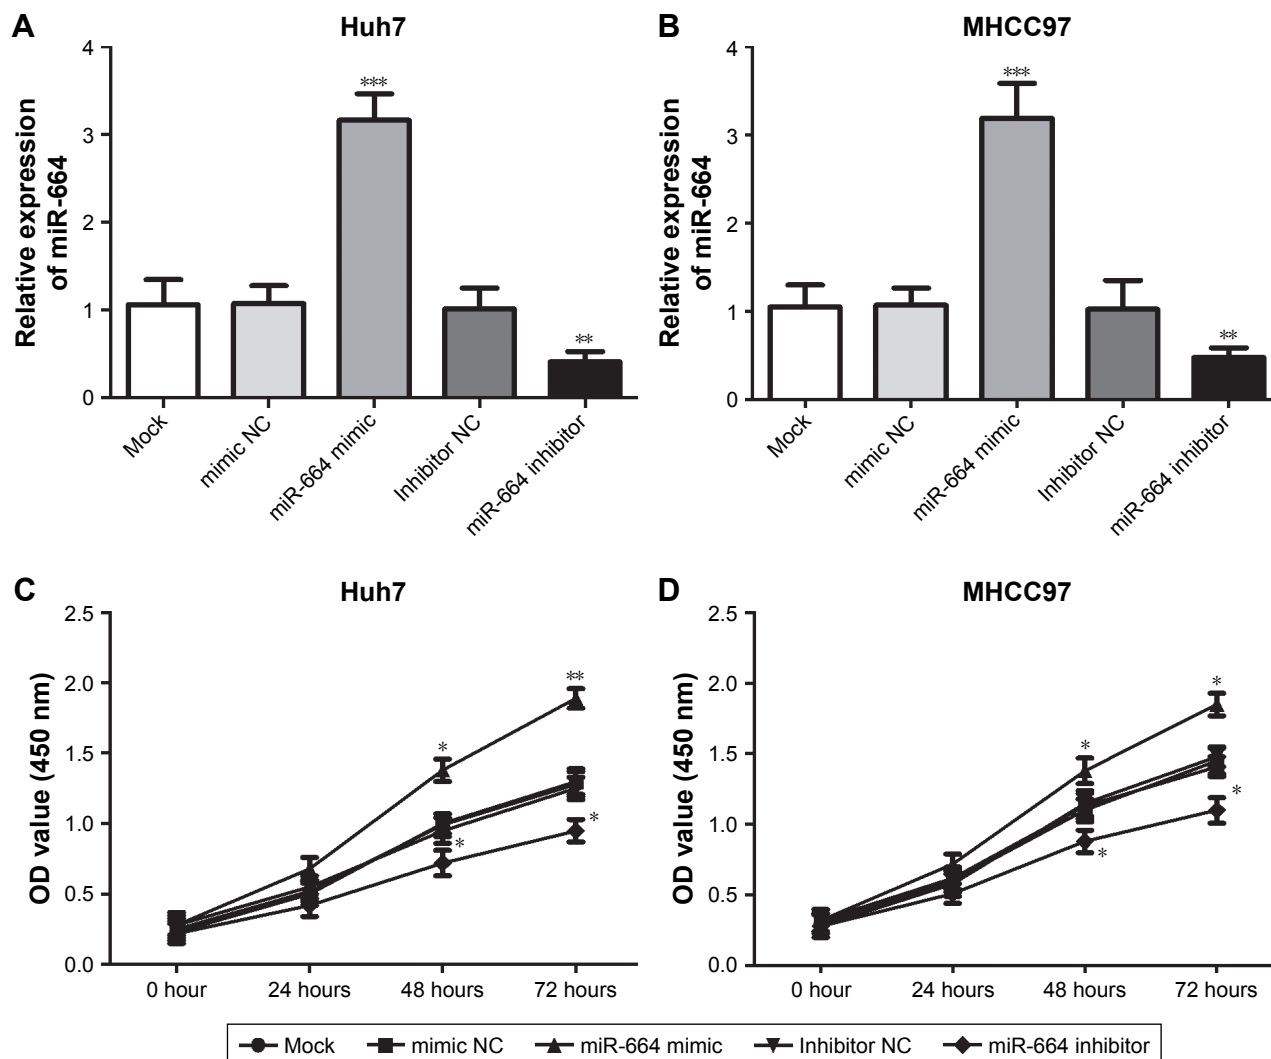 A
Huh7
Relative expression
of miR-664
4
3
2
1
0
***
**
Mock
mimic NC
miR-664 mimic
Inhibitor NC
miR-664 inhibitor
B
MHCC97
Relative expression
of miR-664
4
3
2
1
0
***
**
Mock
mimic NC
miR-664 mimic
Inhibitor NC
miR-664 inhibitor
C
Huh7
OD value (450 nm)
2.5
2.0
1.5
1.0
0.5
0.0
*
**
*
*
0 hour
24 hours
48 hours
72 hours
D
MHCC97
OD value (450 nm)
2.5
2.0
1.5
1.0
0.5
0.0
*
*
*
*
0 hour
24 hours
48 hours
72 hours
Mock
mimic NC
miR-664 mimic
Inhibitor NC
miR-664 inhibitor